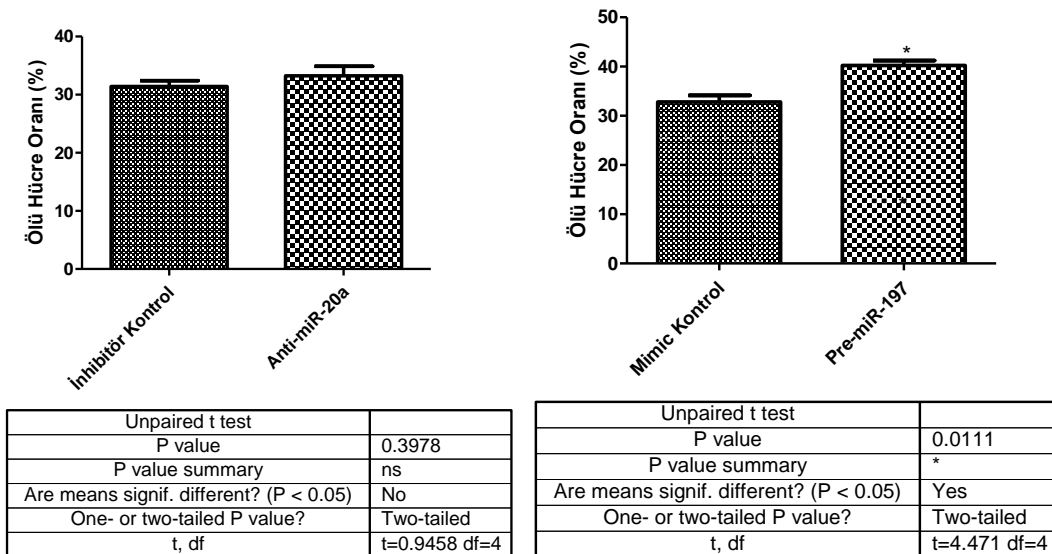 Ölü Hücre Oranı (%)
40
30
20
10
0
İnhibitör Kontrol
Anti-miR-20a
Unpaired t test
P value 0.3978
P value summary ns
Are means signif. different? (P < 0.05) No
One- or two-tailed P value? Two-tailed
t, df t=0.9458 df=4
Ölü Hücre Oranı (%)
50
40
30
20
10
0
*
Mimic Kontrol
Pre-miR-197
Unpaired t test
P value 0.0111
P value summary *
Are means signif. different? (P < 0.05) Yes
One- or two-tailed P value? Two-tailed
t, df t=4.471 df=4